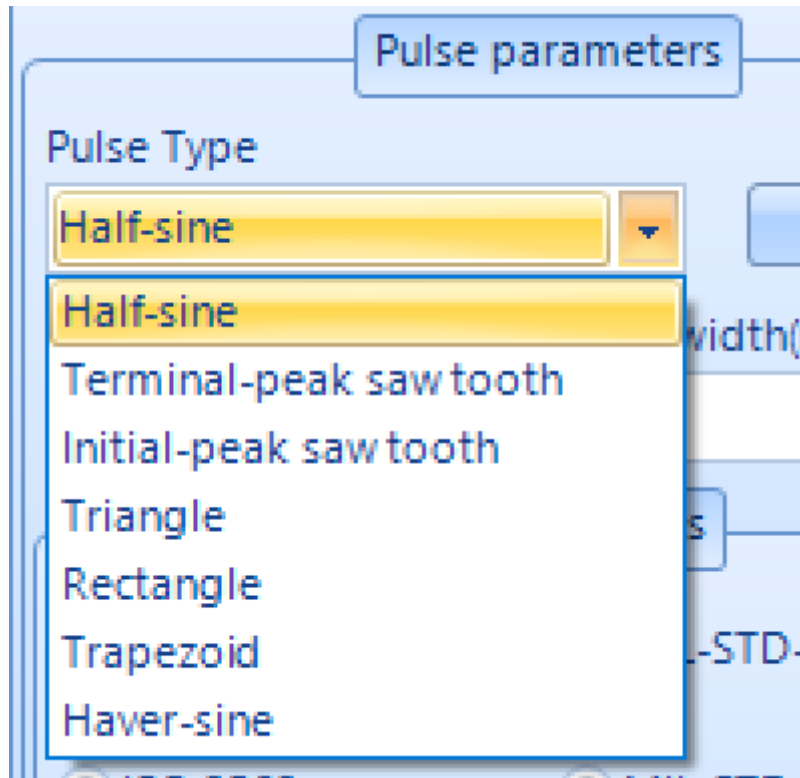 Pulse parameters
Pulse Type
Half-sine
Half-sine
width(
Terminal-peak saw tooth
Initial-peak saw tooth
Triangle
s
Rectangle
Trapezoid
-STD-
Haver-sine